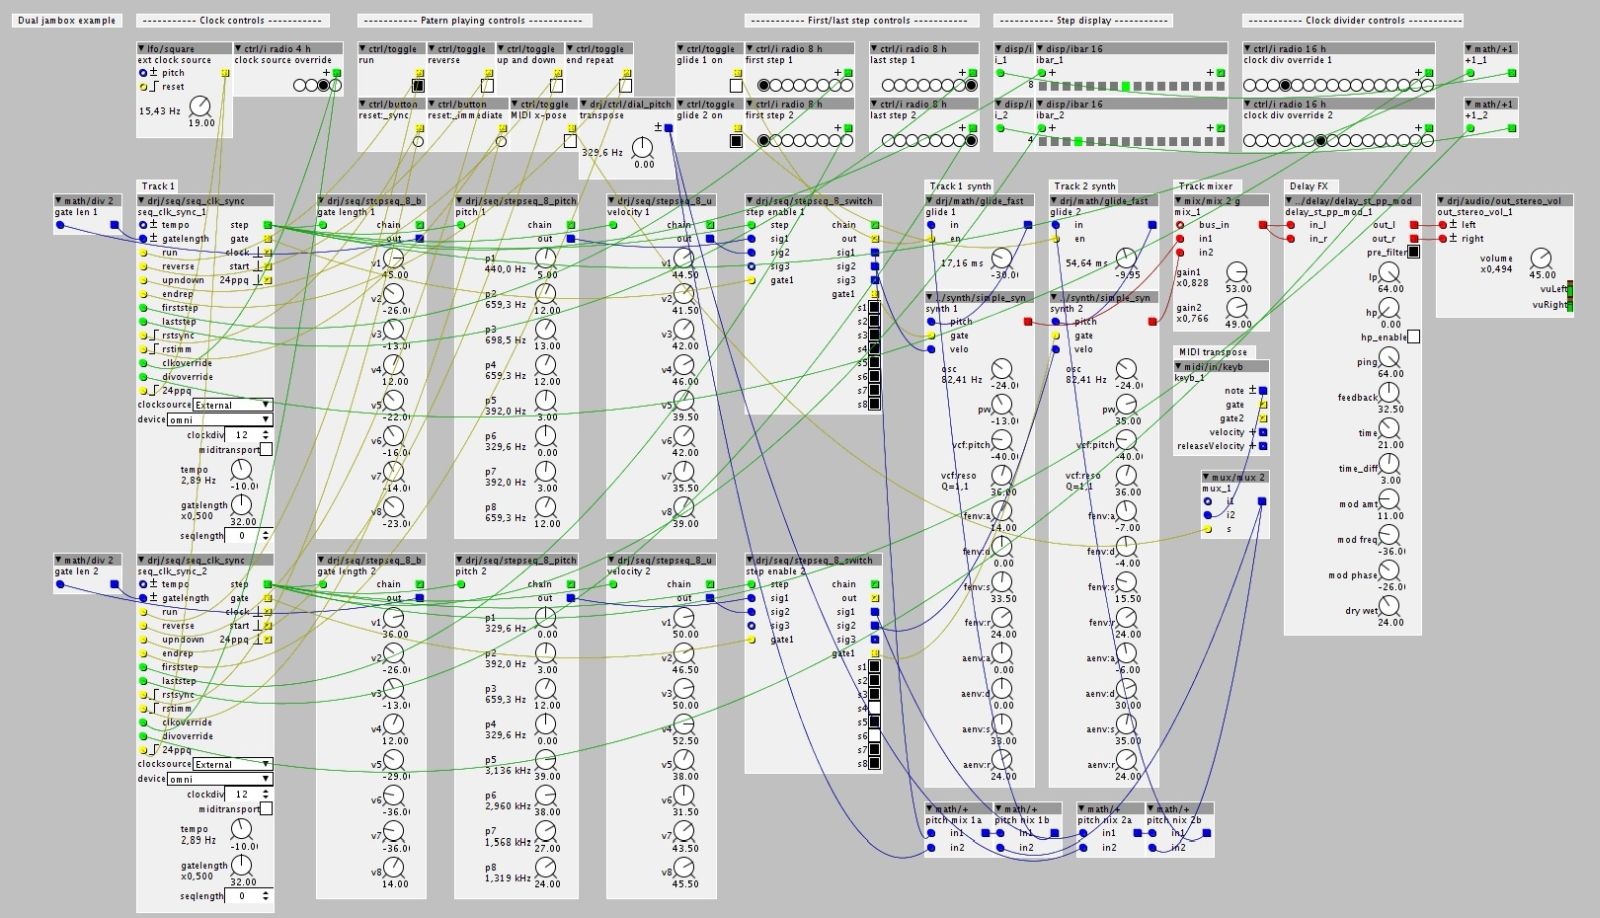 Dual jambox example
----------- Clock controls -----------
----------- Patern playing controls -----------
----------- First/last step controls -----------
----------- Step display -----------
----------- Clock divider controls -----------
lfo/square
ext clock source
pitch
reset
15,43 Hz
19.00
ctrl/i radio 4 h
clock source override
ctrl/toggle
run
ctrl/toggle
reverse
ctrl/toggle
up and down
ctrl/toggle
end repeat
ctrl/button
reset:_sync
ctrl/button
reset:_immediate
ctrl/toggle
MIDI x-pose
drj/ctrl/dial_pitch
transpose
329,6 Hz
0.00
ctrl/toggle
glide 1 on
ctrl/i radio 8 h
first step 1
ctrl/i radio 8 h
last step 1
ctrl/toggle
glide 2 on
ctrl/i radio 8 h
first step 2
ctrl/i radio 8 h
last step 2
disp/i
i_1
8
disp/ibar 16
ibar_1
disp/i
i_2
4
disp/ibar 16
ibar_2
ctrl/i radio 16 h
clock div override 1
ctrl/i radio 16 h
clock div override 2
math/+1
+1_1
math/+1
+1_2
Track 1
math/div 2
gate len 1
drj/seq/seq_clk_sync
seq_clk_sync_1
tempo step
gatelength gate
run clock
reverse start
upndown 24ppq
endrep
firststep
laststep
rstsync
rstimm
clkoverride
divoverride
24ppq
clocksource External
device omni
clockdiv 12
miditransport
tempo
2,89 Hz
-10.0
gatelength
x0,500
32.00
seqlength 0
drj/seq/stepseq_8_b
gate length 1
chain
out
v1
45.00
v2
-26.0
v3
-13.0
v4
12.00
v5
-22.0
v6
-16.0
v7
-14.0
v8
-23.0
drj/seq/stepseq_8_pitch
pitch 1
chain
out
p1
440,0 Hz
5.00
p2
659,3 Hz
12.00
p3
698,5 Hz
13.00
p4
659,3 Hz
12.00
p5
392,0 Hz
3.00
p6
329,6 Hz
0.00
p7
392,0 Hz
3.00
p8
659,3 Hz
12.00
drj/seq/stepseq_8_u
velocity 1
chain
out
v1
44.50
v2
41.50
v3
42.00
v4
46.00
v5
39.50
v6
42.00
v7
35.50
v8
39.00
drj/seq/stepseq_8_switch
step enable 1
step chain
sig1 out
sig2 sig1
sig3 sig2
gate1 sig3
gate1
s1
s2
s3
s4
s5
s6
s7
s8
Track 1 synth
drj/math/glide_fast
glide 1
in
en
17,16 ms
-30.0
../synth/simple_syn
synth 1
pitch
gate
velo
osc
82,41 Hz
-24.0
pw
-13.0
vcf:pitch
-40.0
vcf:reso
Q=1,1
36.00
fenv:a
14.00
fenv:d
0.00
fenv:s
33.50
fenv:r
24.00
aenv:a
0.00
aenv:d
0.00
aenv:s
33.00
aenv:r
24.00
Track 2 synth
drj/math/glide_fast
glide 2
in
en
54,64 ms
-9.95
../synth/simple_syn
synth 2
pitch
gate
velo
osc
82,41 Hz
-24.0
pw
35.00
vcf:pitch
-40.0
vcf:reso
Q=1,1
36.00
fenv:a
-7.00
fenv:d
-4.00
fenv:s
15.50
fenv:r
24.00
aenv:a
-6.00
aenv:d
30.00
aenv:s
35.00
aenv:r
24.00
Track mixer
mix/mix 2 g
mix_1
bus_in
in1
in2
gain1
x0,828
53.00
gain2
x0,766
49.00
MIDI transpose
midi/in/keyb
keyb_1
note
gate
gate2
velocity
releaseVelocity
mux/mux 2
mux_1
i1
i2
s
Delay FX
../delay/delay_st_pp_mod
delay_st_pp_mod_1
in_l out_l
in_r out_r
pre_filter
lp
64.00
hp
0.00
hp_enable
ping
64.00
feedback
32.50
time
21.00
time_diff
3.00
mod amt
11.00
mod freq
-36.0
mod phase
-26.0
dry wet
24.00
drj/audio/out_stereo_vol
out_stereo_vol_1
left
right
volume
x0,494
45.00
vuLeft
vuRight
math/div 2
gate len 2
drj/seq/seq_clk_sync
seq_clk_sync_2
tempo step
gatelength gate
run clock
reverse start
upndown 24ppq
endrep
firststep
laststep
rstsync
rstimm
clkoverride
divoverride
24ppq
clocksource External
device omni
clockdiv 12
miditransport
tempo
2,89 Hz
-10.0
gatelength
x0,500
32.00
seqlength 0
drj/seq/stepseq_8_b
gate length 2
chain
out
v1
36.00
v2
-26.0
v3
-13.0
v4
12.00
v5
-29.0
v6
-36.0
v7
-36.0
v8
14.00
drj/seq/stepseq_8_pitch
pitch 2
chain
out
p1
329,6 Hz
0.00
p2
392,0 Hz
3.00
p3
659,3 Hz
12.00
p4
329,6 Hz
0.00
p5
3,136 kHz
39.00
p6
2,960 kHz
38.00
p7
1,568 kHz
27.00
p8
1,319 kHz
24.00
drj/seq/stepseq_8_u
velocity 2
chain
out
v1
50.00
v2
46.50
v3
50.00
v4
52.50
v5
38.00
v6
31.50
v7
43.50
v8
45.50
drj/seq/stepseq_8_switch
step enable 2
step chain
sig1 out
sig2 sig1
sig3 sig2
gate1 sig3
gate1
s1
s2
s3
s4
s5
s6
s7
s8
math/+
pitch mix 1a
in1
in2
math/+
pitch nix 1b
in1
in2
math/+
pitch nix 2a
in1
in2
math/+
pitch nix 2b
in1
in2